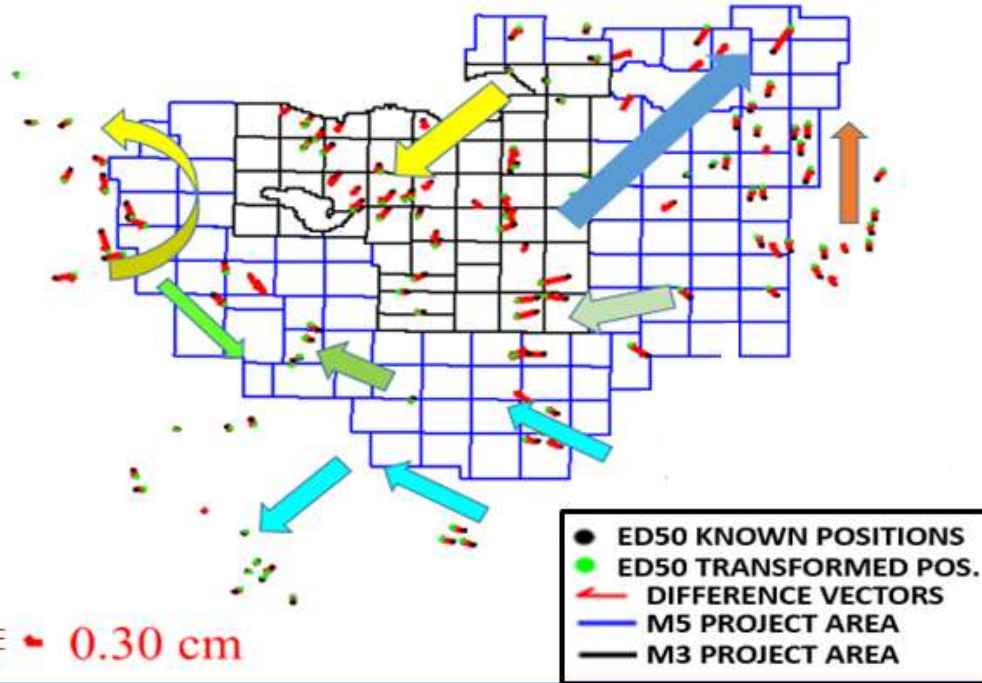 ED50 KNOWN POSITIONS
ED50 TRANSFORMED POS.
DIFFERENCE VECTORS
M5 PROJECT AREA
M3 PROJECT AREA
E 0.30 cm